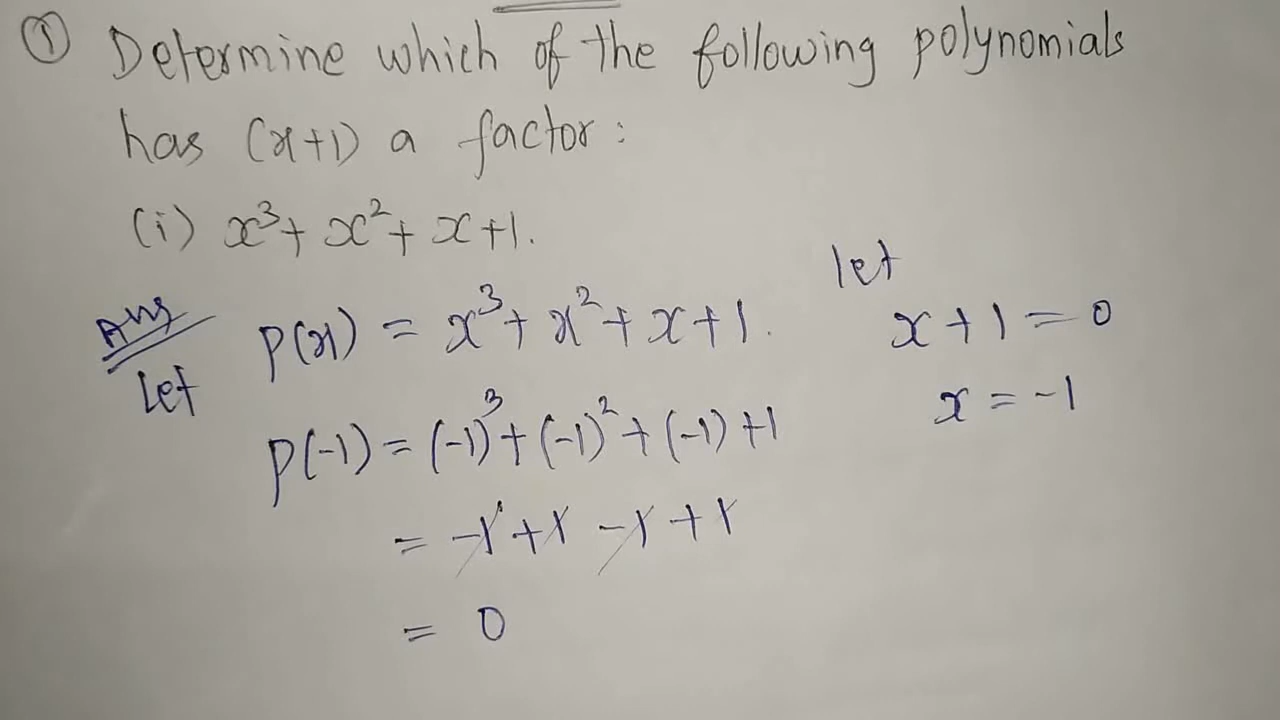 ① Determine which of the following polynomials
has (x+1) a factor:
(i) x³+ x²+ x+1.
Ans
Let p(x) = x³+ x²+ x+1.
p(-1) = (-1)³+(-1)²+(-1)+1
= -1+1 -1+1
= 0
let
x+1=0
x = -1